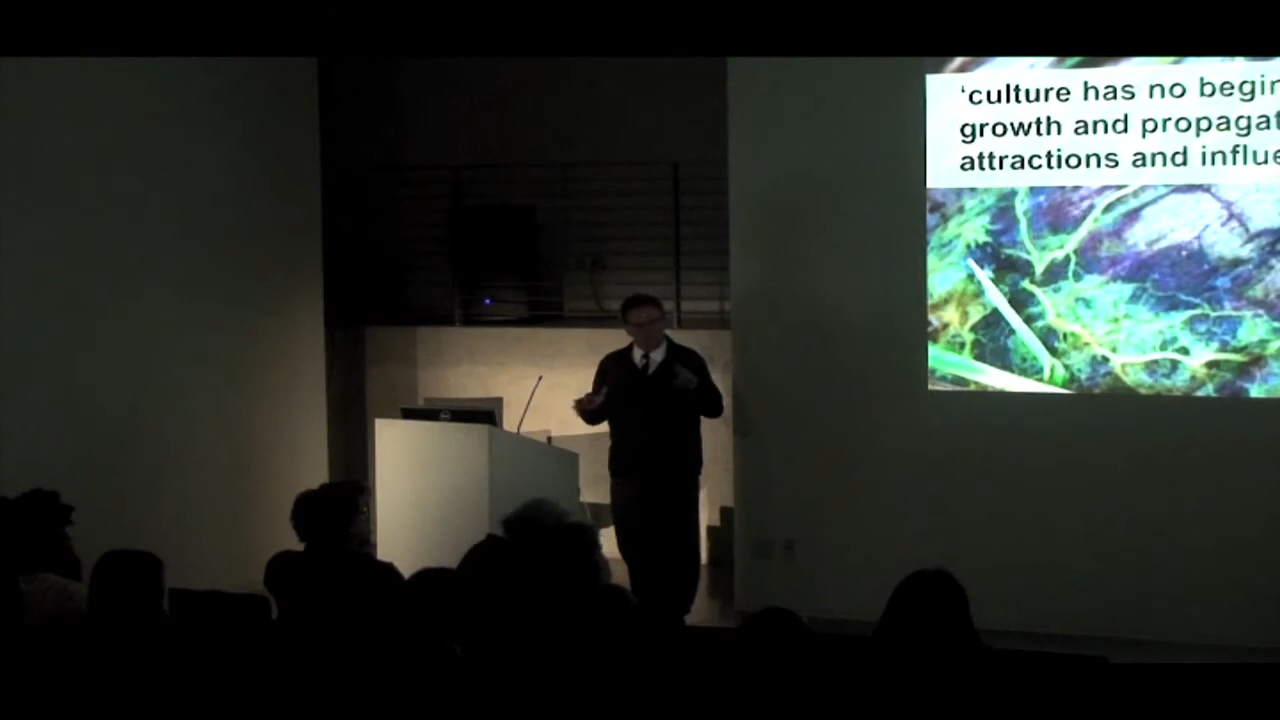 ‘culture has no begin
growth and propagat
attractions and influe